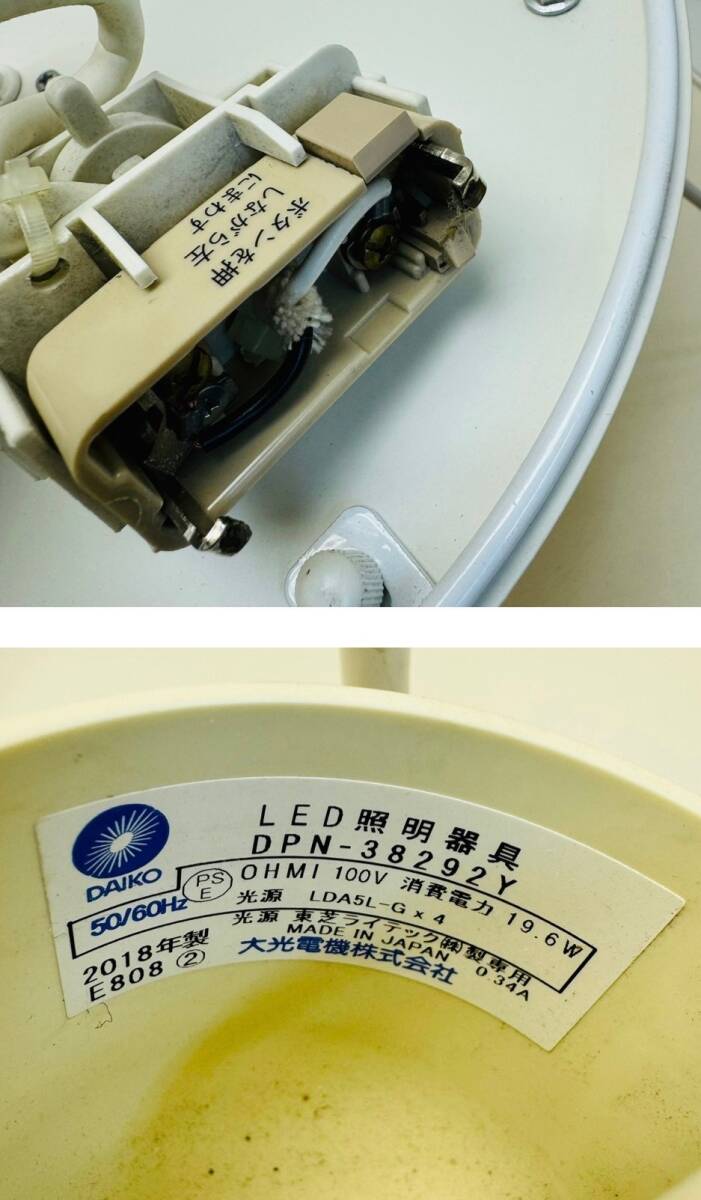 ボタンを押
しながら左
にまわす
LED照明器具
DPN-38292Y
DAIKO
PS
E
OHMI 100V 消費電力 19.6W
50/60Hz
光源 LDA5L-G×4
光源 東芝ライテック㈱製専用
MADE IN JAPAN 0.34A
2018年製
E808 ②
大光電機株式会社